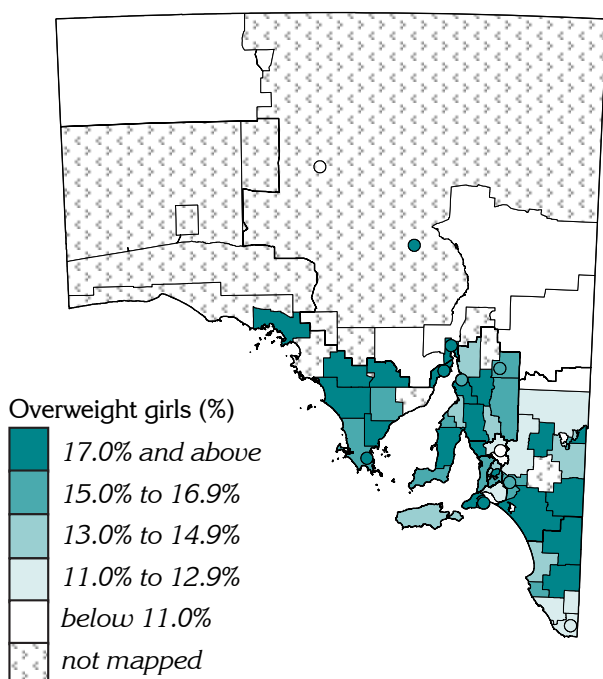 Overweight girls (%)
17.0% and above
15.0% to 16.9%
13.0% to 14.9%
11.0% to 12.9%
below 11.0%
not mapped